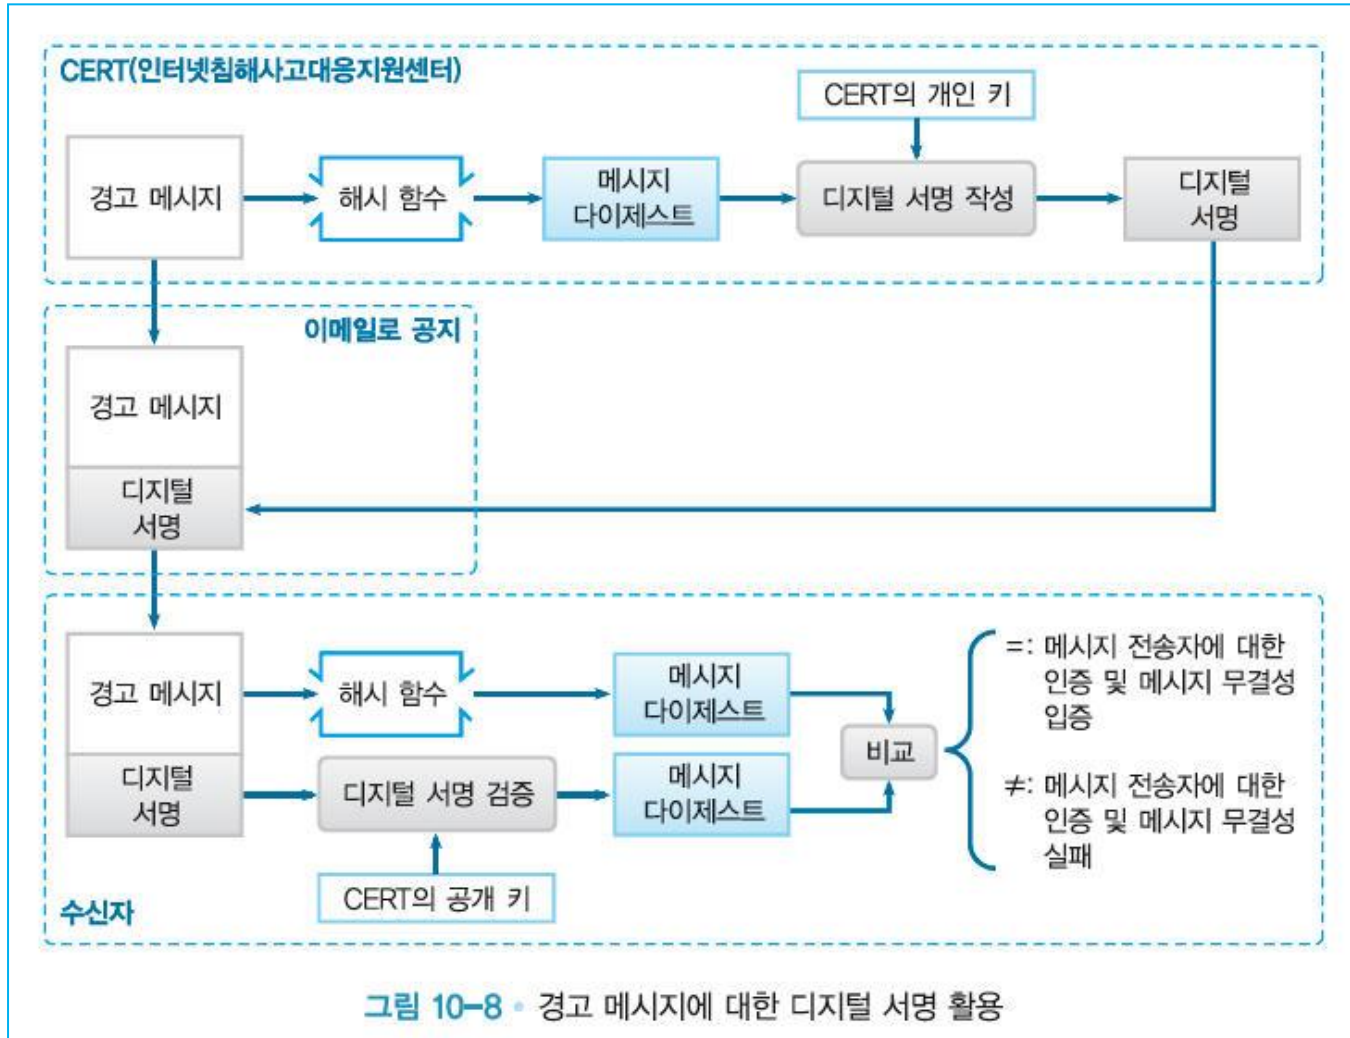 CERT(인터넷침해사고대응지원센터)
CERT의 개인 키
경고 메시지
해시 함수
메시지
다이제스트
디지털 서명 작성
디지털
서명
이메일로 공지
경고 메시지
디지털
서명
경고 메시지
해시 함수
메시지
다이제스트
디지털
서명
디지털 서명 검증
메시지
다이제스트
비교
=: 메시지 전송자에 대한
인증 및 메시지 무결성
입증
≠: 메시지 전송자에 대한
인증 및 메시지 무결성
실패
CERT의 공개 키
수신자
그림 10-8 • 경고 메시지에 대한 디지털 서명 활용